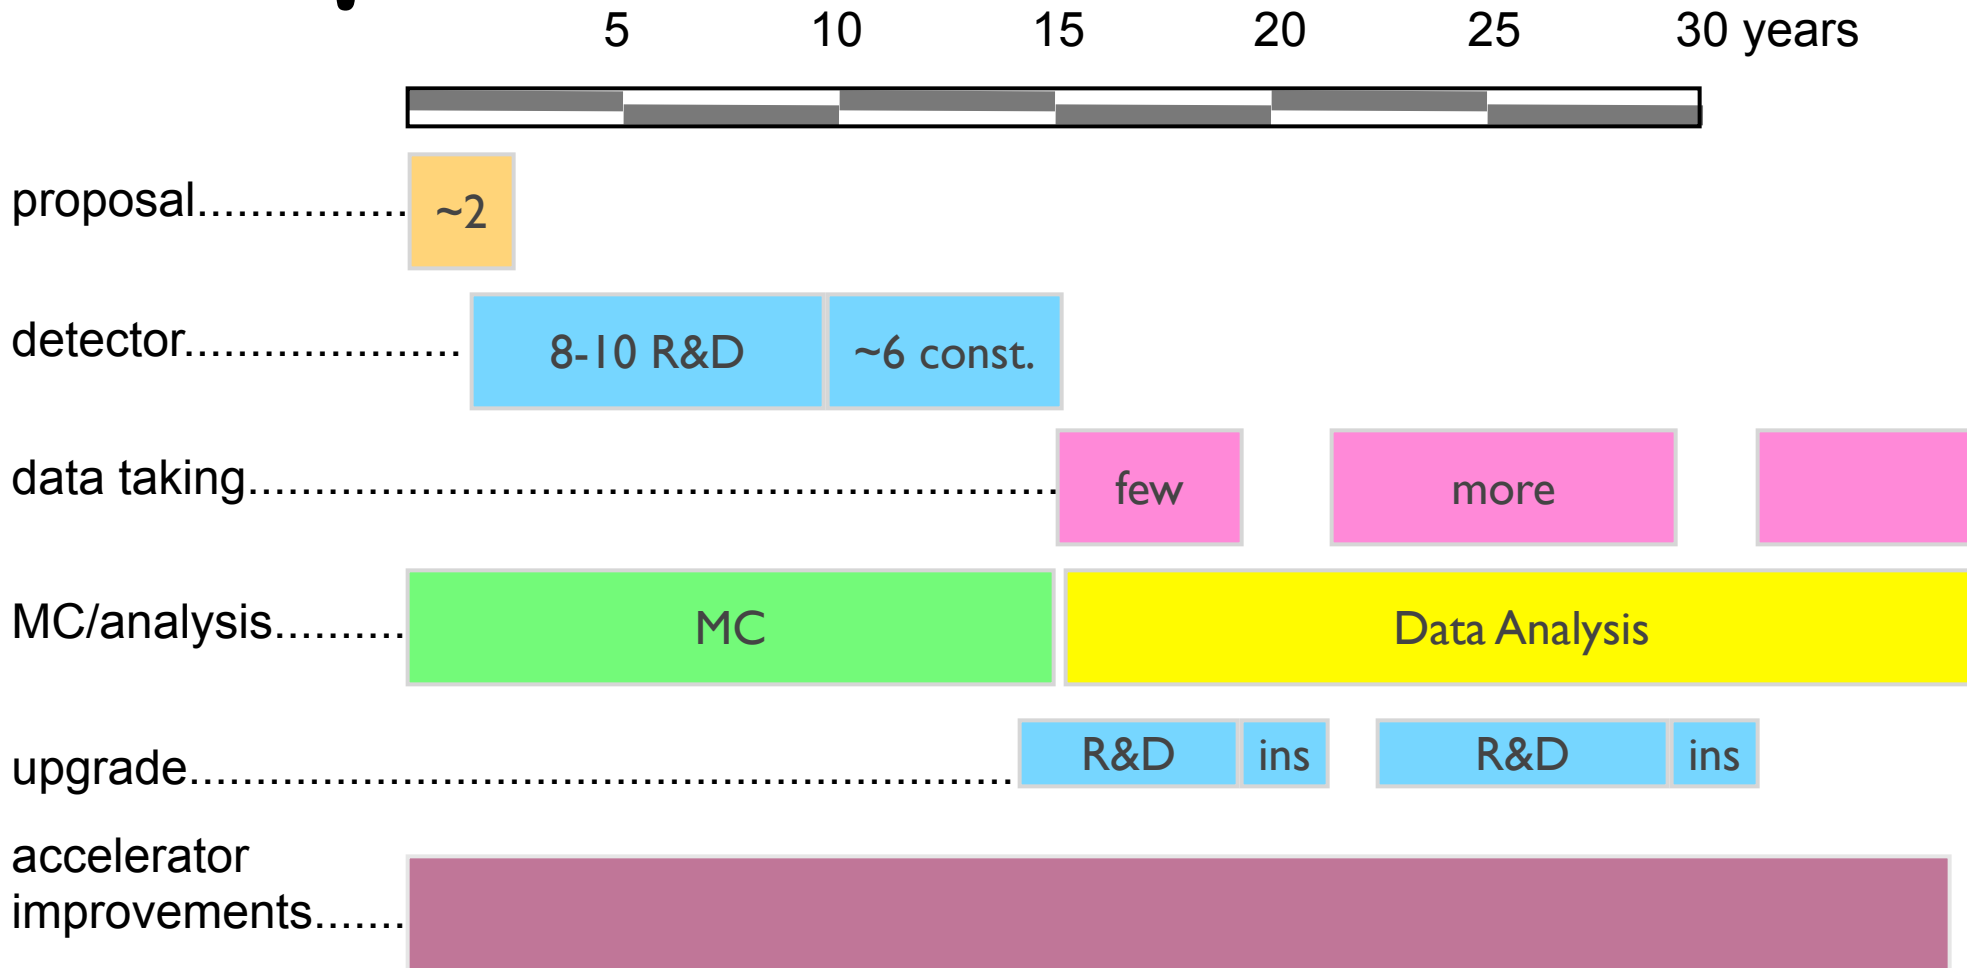 5 10 15 20 25 30 years
proposal................ ~2
detector..................... 8-10 R&D ~6 const.
data taking............................................................. few more
MC/analysis.......... MC Data Analysis
upgrade.............................................................. R&D ins R&D ins
accelerator
improvements.......